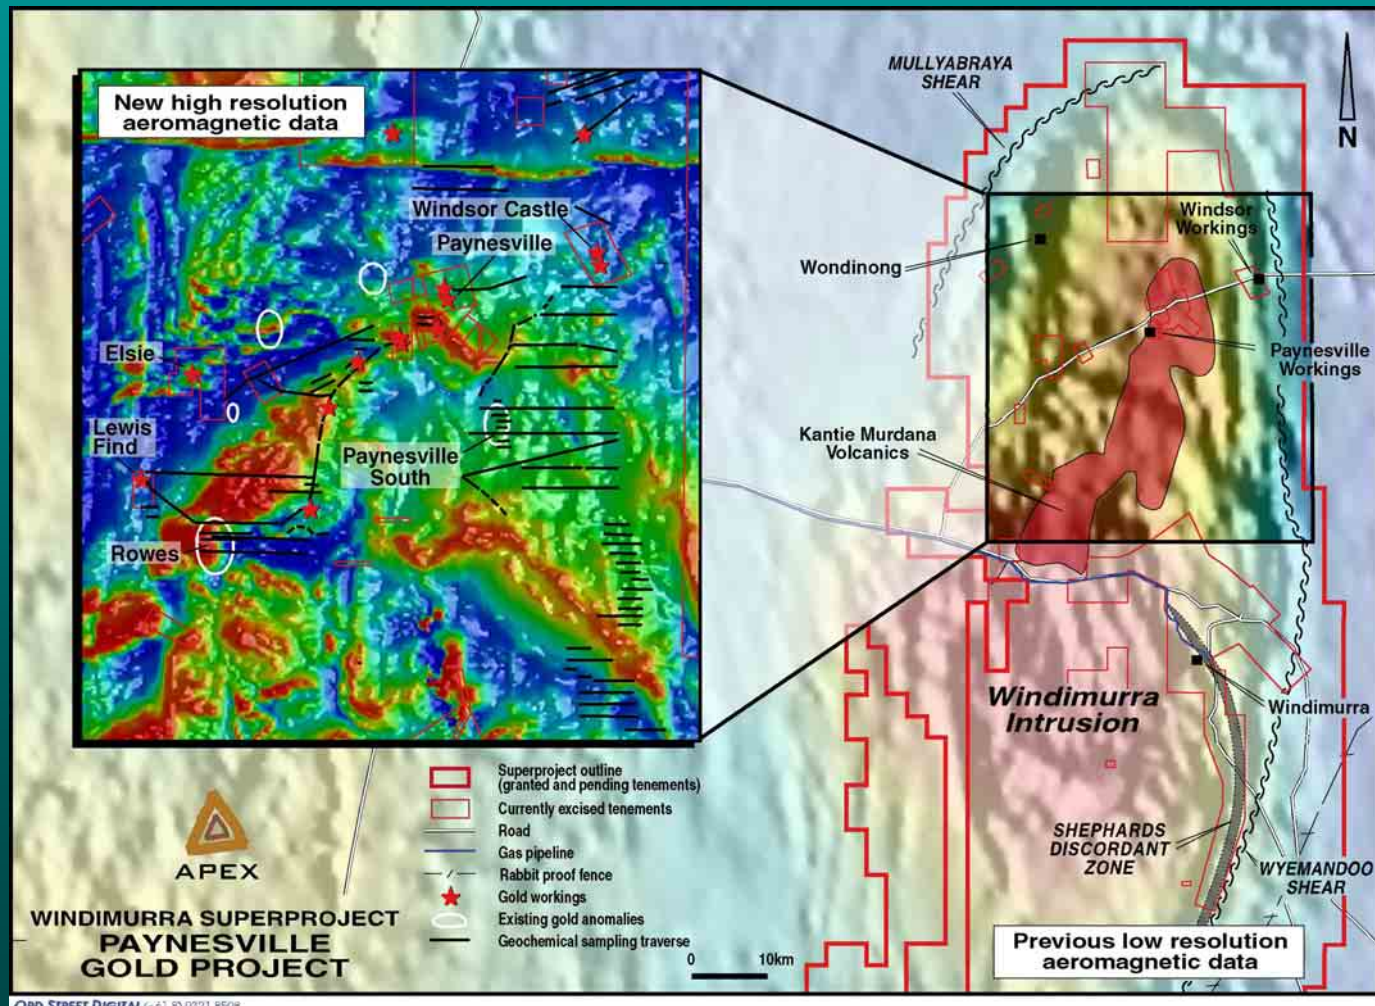 New high resolution
aeromagnetic data
Windsor Castle
Paynesville
Elsie
Lewis
Find
Paynesville
South
Rowes
MULLYABRAYA
SHEAR
N
Windsor
Workings
Wondinong
Paynesville
Workings
Kantie Murdana
Volcanics
Windimurra
Intrusion
Windimurra
SHEPHARDS
DISCORDANT
ZONE
WYEMANDOO
SHEAR
Superproject outline
(granted and pending tenements)
Currently excised tenements
Road
Gas pipeline
Rabbit proof fence
Gold workings
Existing gold anomalies
Geochemical sampling traverse
APEX
WINDIMURRA SUPERPROJECT
PAYNESVILLE
GOLD PROJECT
0 10km
Previous low resolution
aeromagnetic data
ORD STREET DIGITAL